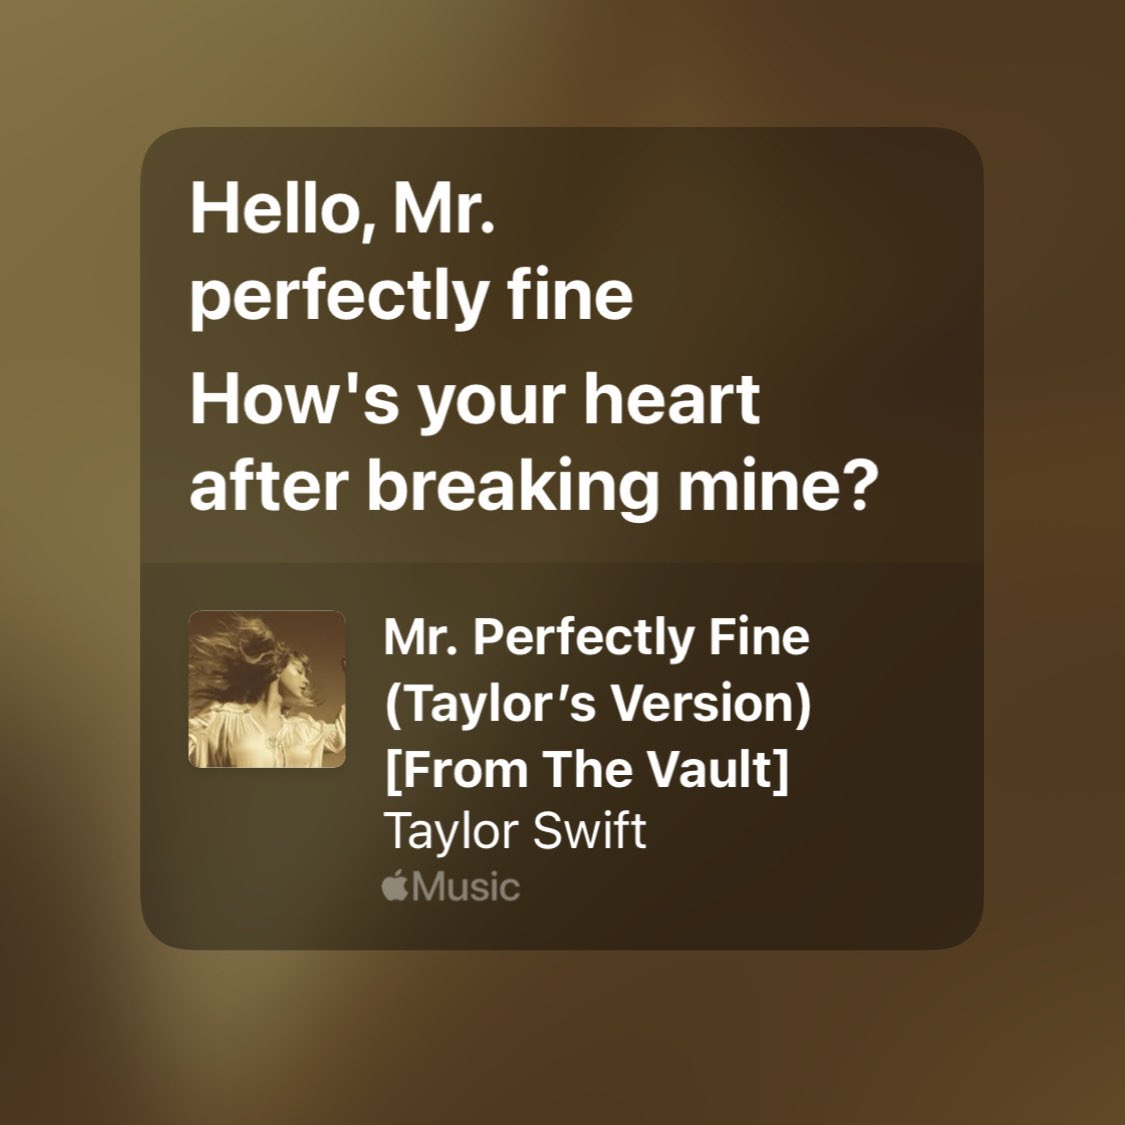 Hello, Mr.
perfectly fine
How's your heart
after breaking mine?
Mr. Perfectly Fine
(Taylor’s Version)
[From The Vault]
Taylor Swift
Music